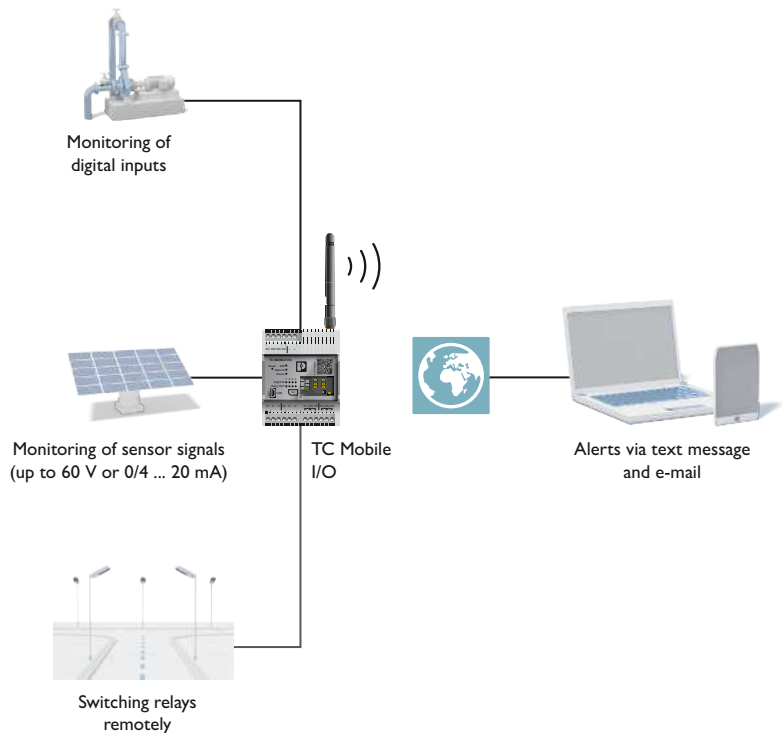 Monitoring of
digital inputs
Monitoring of sensor signals
(up to 60 V or 0/4 ... 20 mA)
TC Mobile
I/O
Alerts via text message
and e-mail
Switching relays
remotely